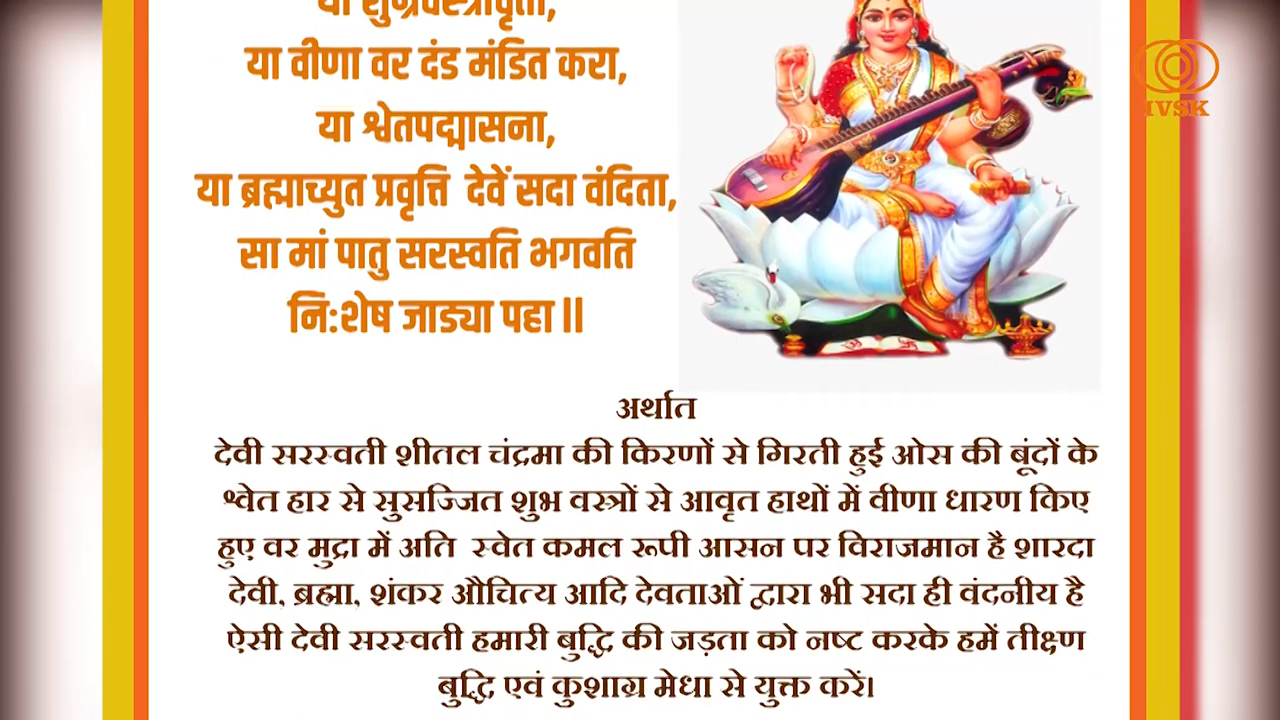 या शुभ्रवस्त्रावृता,
या वीणा वर दंड मंडित करा,
या श्वेतपद्मासना,
या ब्रह्माच्युत प्रवृत्ति देवें सदा वंदिता,
सा मां पातु सरस्वति भगवति
नि:शेष जाड्या पहा॥
IVSK
अर्थात
देवी सरस्वती शीतल चंद्रमा की किरणों से गिरती हुई ओस की बूंदों के
श्वेत हार से सुसज्जित शुभ वस्त्रों से आवृत हाथों में वीणा धारण किए
हुए वर मुद्रा में अति स्वेत कमल रूपी आसन पर विराजमान है शारदा
देवी, ब्रह्मा, शंकर औचित्य आदि देवताओं द्वारा भी सदा ही वंदनीय है
ऐसी देवी सरस्वती हमारी बुद्धि की जड़ता को नष्ट करके हमें तीक्ष्ण
बुद्धि एवं कुशाग्र मेधा से युक्त करें।